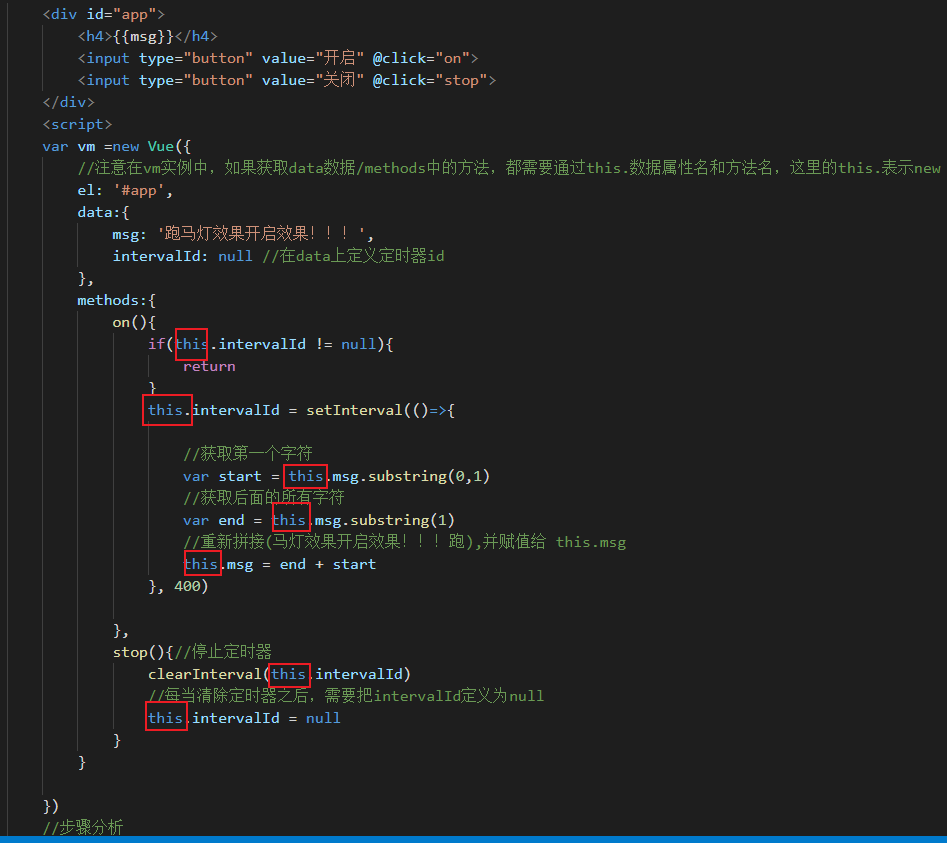 <div id="app">
<h4>{{msg}}</h4>
<input type="button" value="开启" @click="on">
<input type="button" value="关闭" @click="stop">
</div>
<script>
var vm =new Vue({
//注意在vm实例中，如果获取data数据/methods中的方法，都需要通过this.数据属性名和方法名，这里的this.表示new
el: '#app',
data:{
msg: '跑马灯效果开启效果！！！',
intervalId: null //在data上定义定时器id
},
methods:{
on(){
if(this.intervalId != null){
return
}
this.intervalId = setInterval(()=>{
//获取第一个字符
var start = this.msg.substring(0,1)
//获取后面的所有字符
var end = this.msg.substring(1)
//重新拼接(马灯效果开启效果！！！跑),并赋值给 this.msg
this.msg = end + start
}, 400)
},
stop(){//停止定时器
clearInterval(this.intervalId)
//每当清除定时器之后，需要把intervalId定义为null
this.intervalId = null
}
}
})
//步骤分析